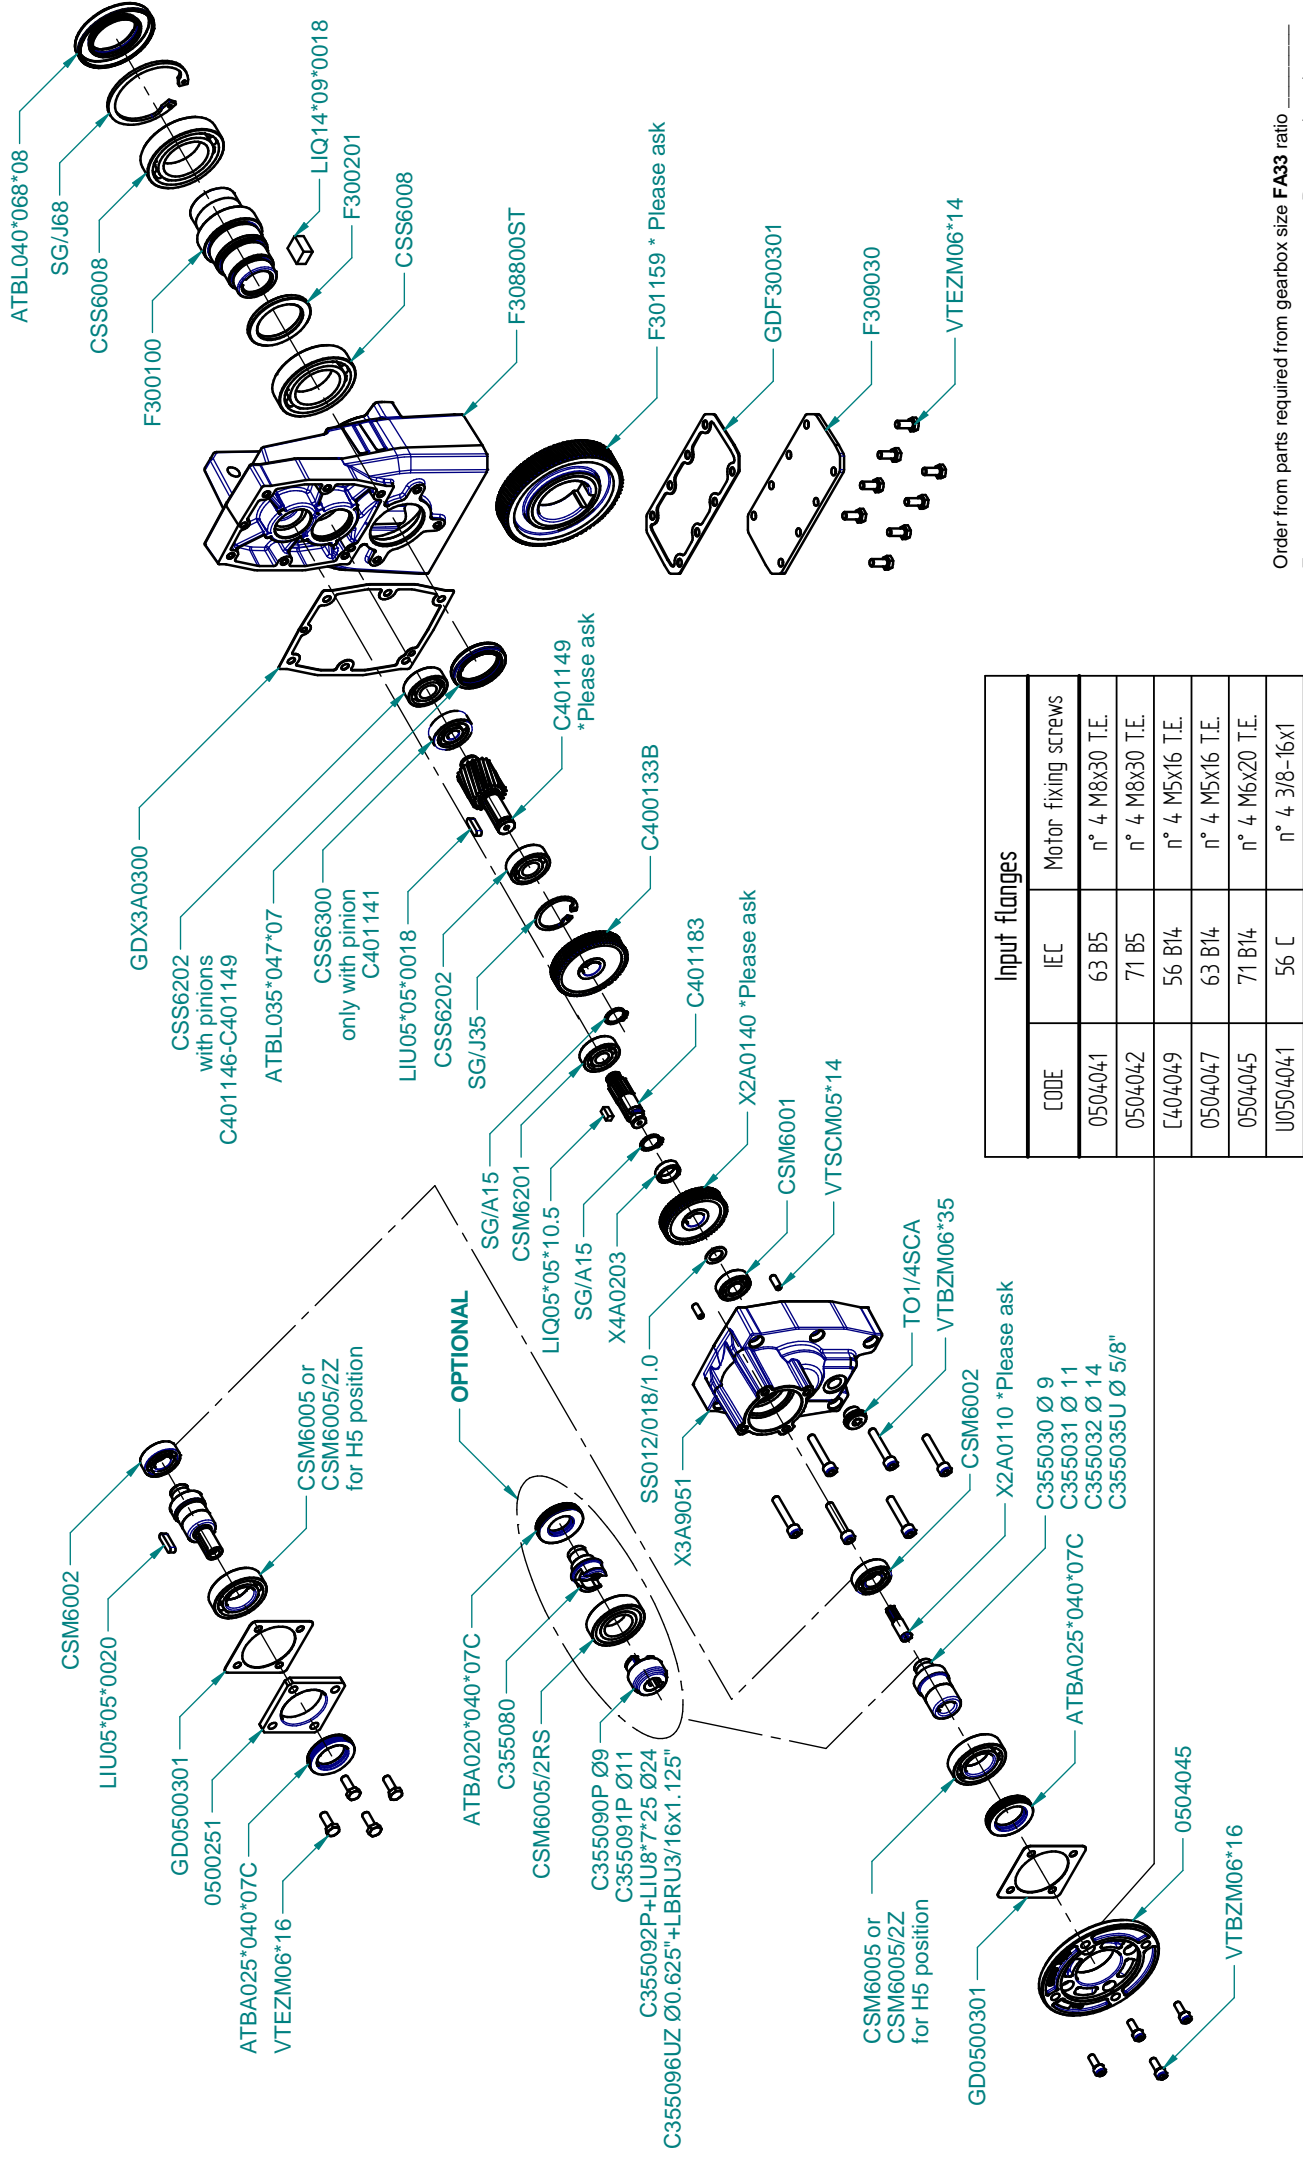 ATBL040*068*08
SG/J68
CSS6008
F300100
LIQ14*09*0018
F300201
CSS6008
F308800ST
F301159 * Please ask
GDF300301
F309030
VTEZM06*14
GDX3A0300
CSS6202
with pinions
C401146-C401149
ATBL035*047*07
CSS6300
only with pinion
C401141
LIU05*05*0018
CSS6202
SG/J35
C401149
*Please ask
C400133B
SG/A15
CSM6201
LIQ05*05*10.5
SG/A15
X4A0203
C401183
X2A0140 *Please ask
CSM6001
VTSCM05*14
SS012/018/1.0
X3A9051
TO1/4SCA
VTBZM06*35
CSM6002
X2A0110 *Please ask
C355030 Ø 9
C355031 Ø 11
C355032 Ø 14
C355035U Ø 5/8"
ATBA025*040*07C
CSM6005 or
CSM6005/2Z
for H5 position
GD0500301
0504045
VTBZM06*16
OPTIONAL
ATBA020*040*07C
C355080
CSM6005/2RS
C355090P Ø9
C355091P Ø11
C355092P+LIU8*7*25 Ø24
C355096UZ Ø0.625"+LBRU3/16x1.125"
CSM6002
LIU05*05*0020
CSM6005 or
CSM6005/2Z
for H5 position
GD0500301
0500251
ATBA025*040*07C
VTEZM06*16
Input flanges
CODE IEC Motor fixing screws
0504041 63 B5 n° 4 M8x30 T.E.
0504042 71 B5 n° 4 M8x30 T.E.
C404049 56 B14 n° 4 M5x16 T.E.
0504047 63 B14 n° 4 M5x16 T.E.
0504045 71 B14 n° 4 M6x20 T.E.
U0504041 56 C n° 4 3/8-16x1
Order from parts required from gearbox size FA33 ratio ________